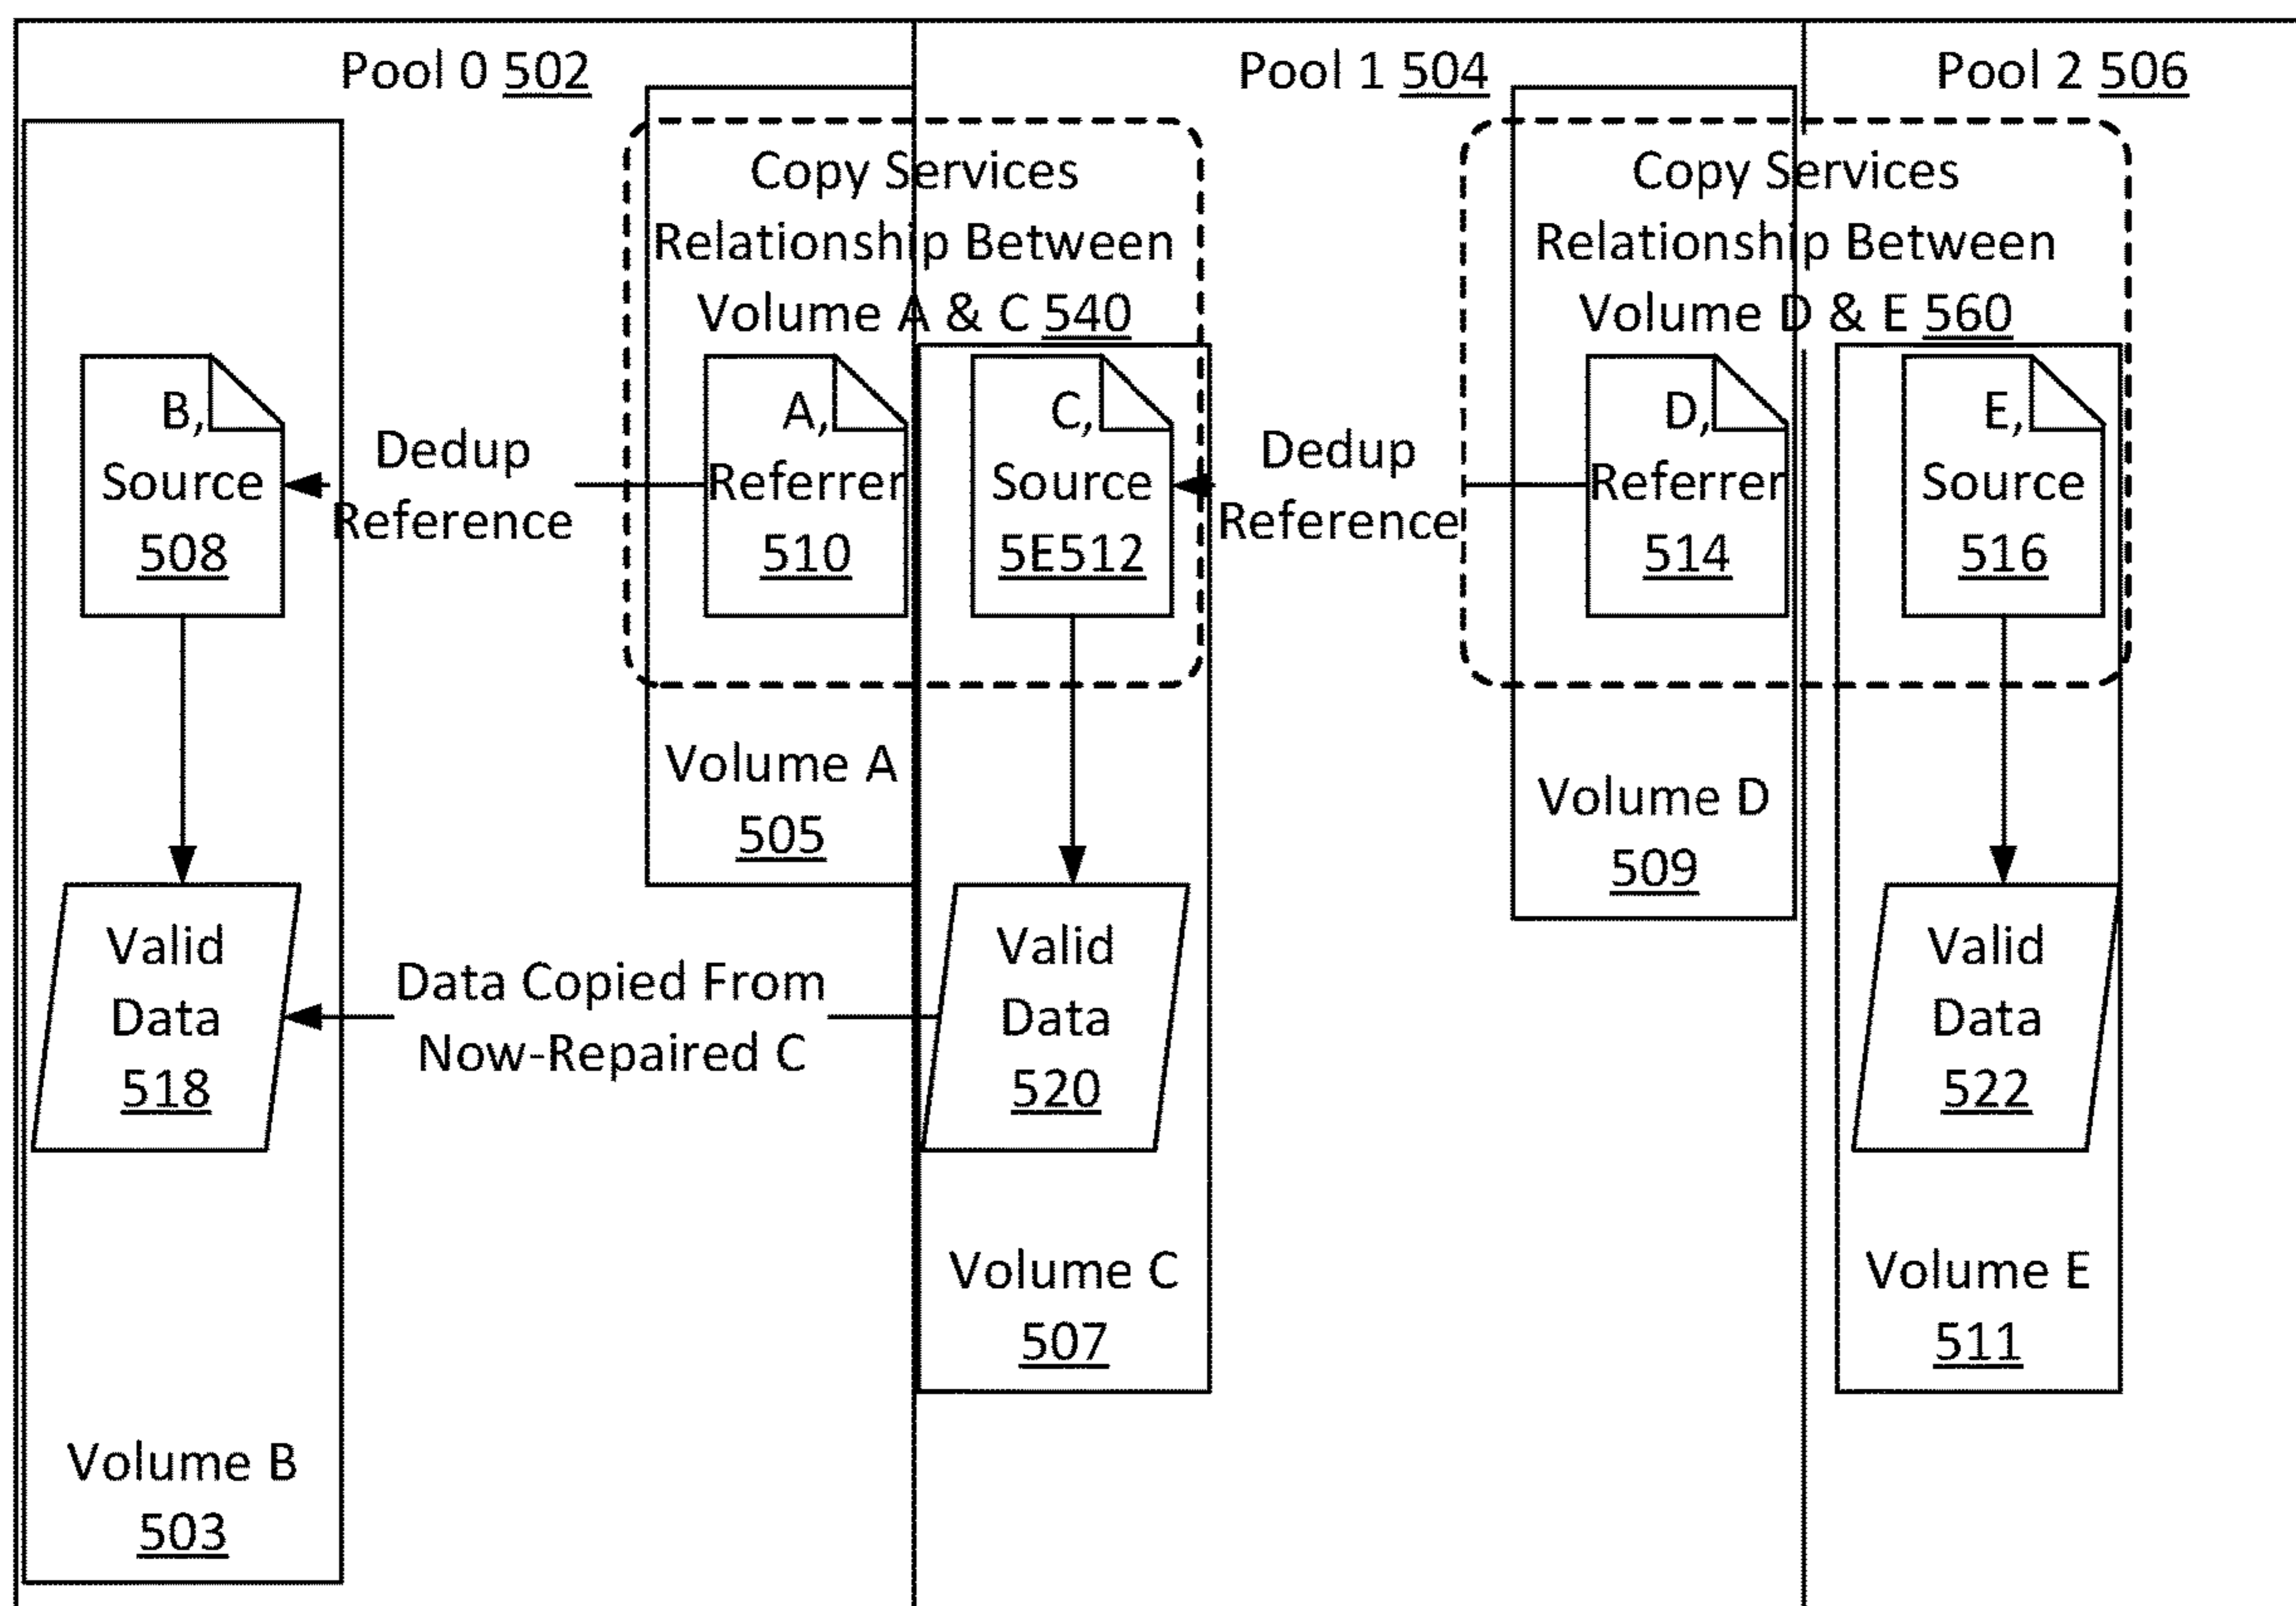 Pool 0 502
Pool 1 504
Pool 2 506
Copy Services
Relationship Between
Volume A & C 540
Copy Services
Relationship Between
Volume D & E 560
B,
Source
508
Dedup
Reference
A,
Referrer
510
C,
Source
5E512
Dedup
Reference
D,
Referrer
514
E,
Source
516
Volume A
505
Volume D
509
Valid
Data
518
Data Copied From
Now-Repaired C
Valid
Data
520
Valid
Data
522
Volume C
507
Volume E
511
Volume B
503